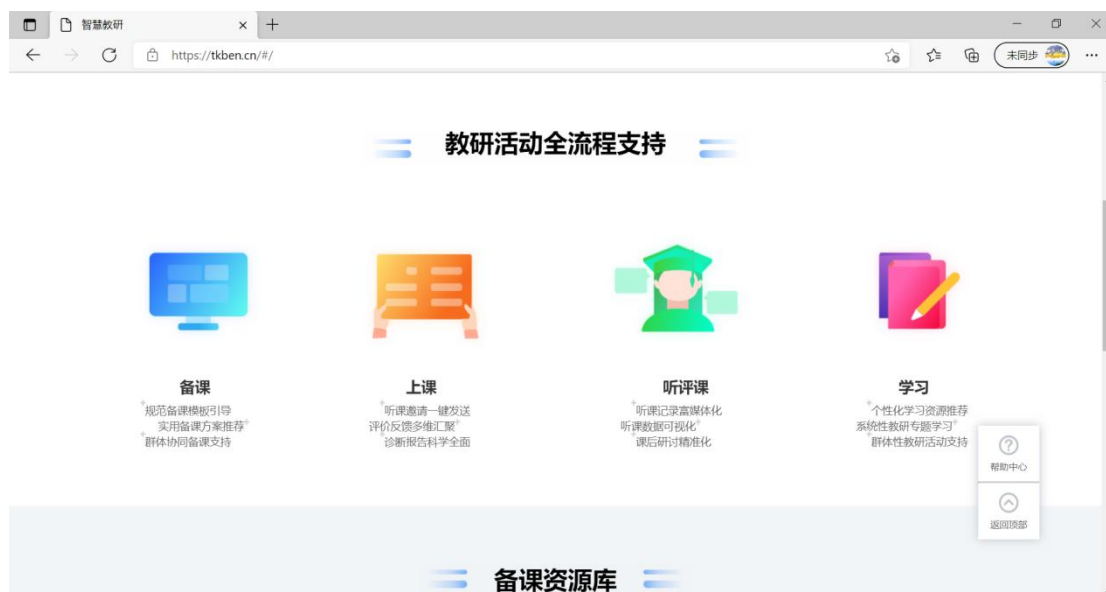 智慧教研
https://tkben.cn/#/
未同步
教研活动全流程支持
备课
规范备课模板引导
实用备课方案推荐
群体协同备课支持
上课
听课邀请一键发送
评价反馈多维汇聚
诊断报告科学全面
听评课
听课记录富媒体化
听课数据可视化
课后研讨精准化
学习
个性化学习资源推荐
系统性教研专题学习
群体性教研活动支持
帮助中心
返回顶部
备课资源库